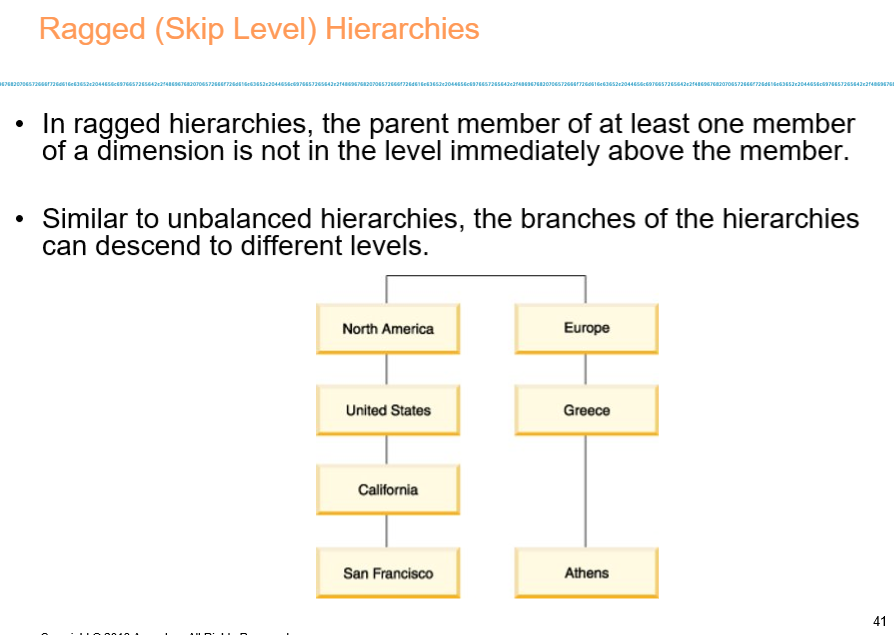 Ragged (Skip Level) Hierarchies
• In ragged hierarchies, the parent member of at least one member
of a dimension is not in the level immediately above the member.
• Similar to unbalanced hierarchies, the branches of the hierarchies
can descend to different levels.
North America
Europe
United States
Greece
California
San Francisco
Athens
41